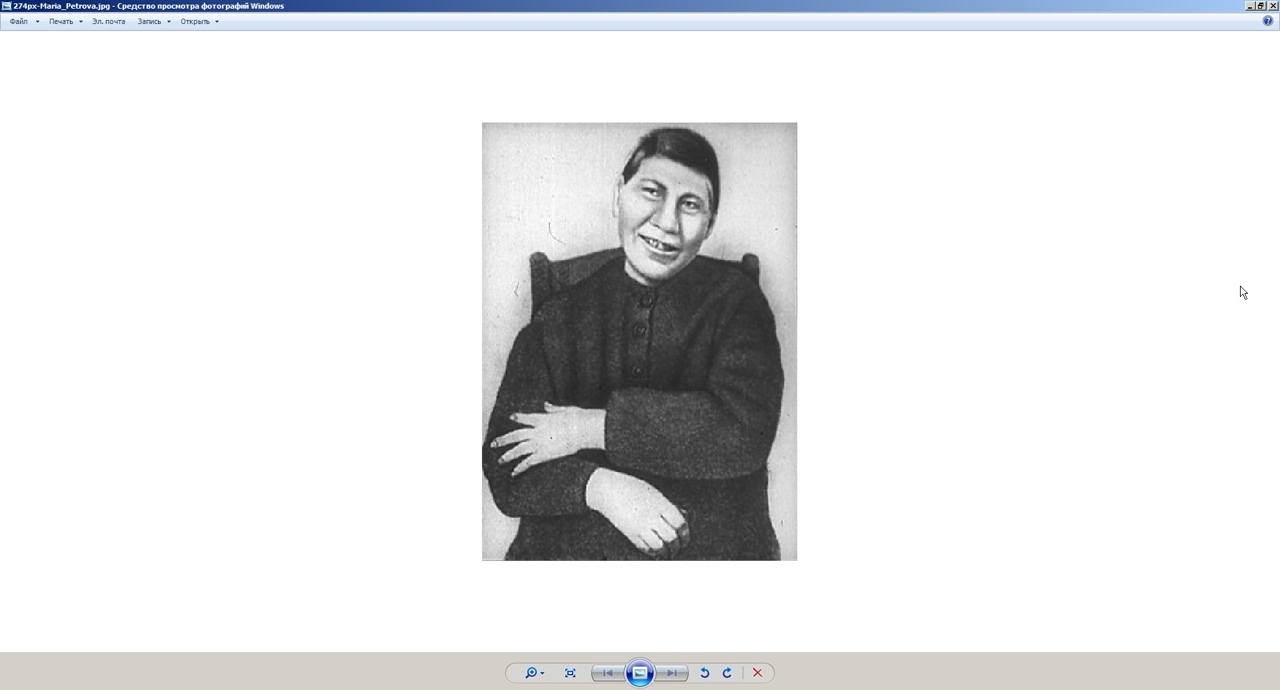 274px-Maria_Petrova.jpg - Средство просмотра фотографий Windows
Файл Печать Эл. почта Запись Открыть
?